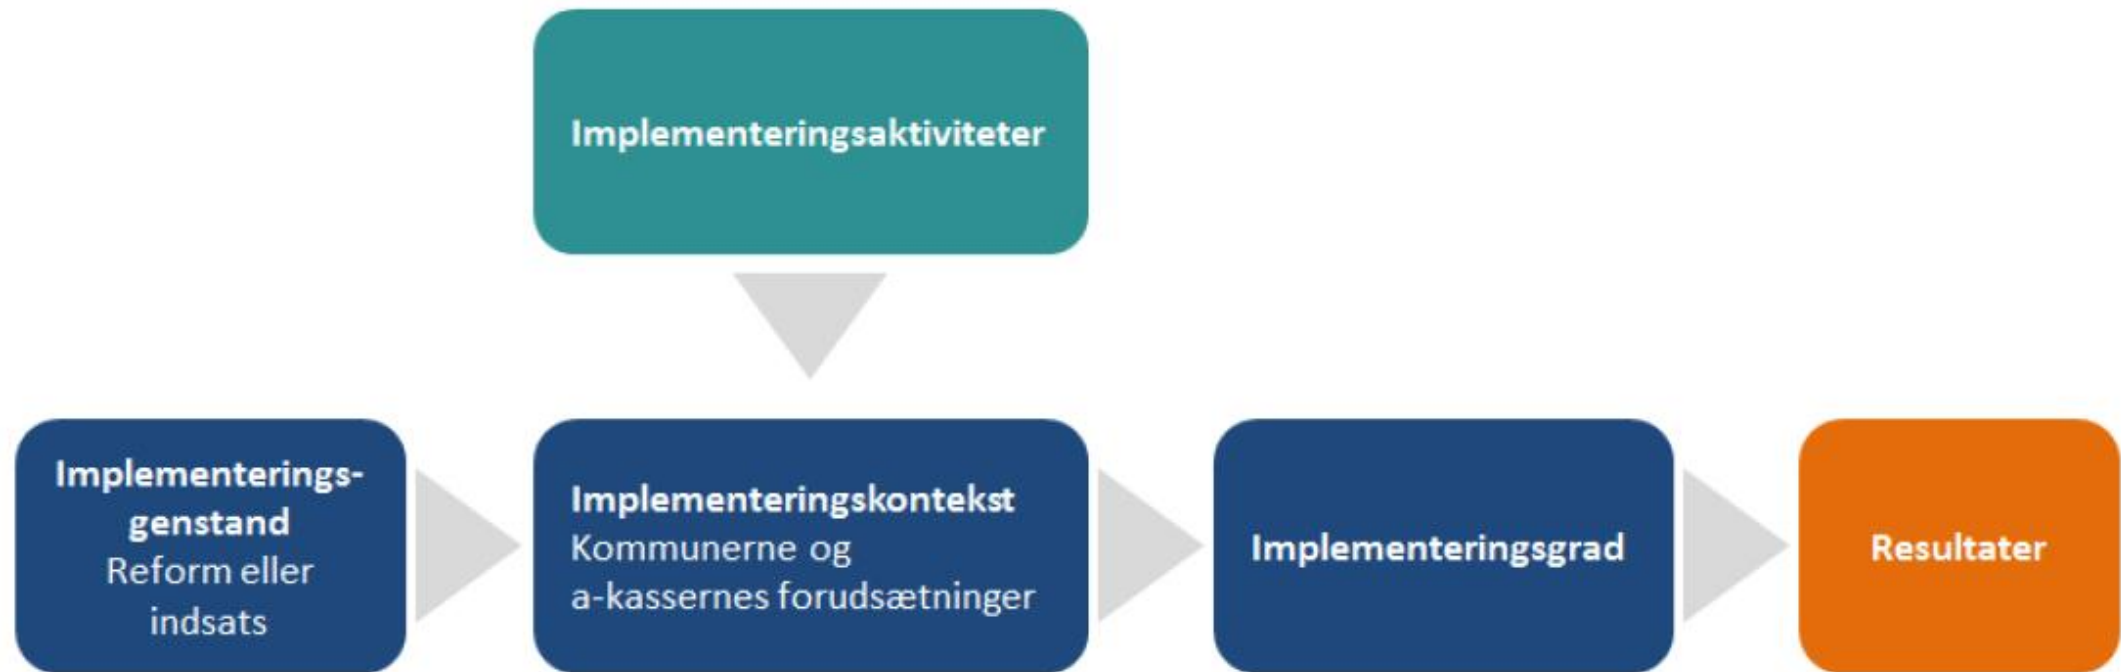 Implementeringsaktiviteter
Implementerings-
genstand
Reform eller
indsats
Implementeringskontekst
Kommunerne og
a-kassernes forudsætninger
Implementeringsgrad
Resultater